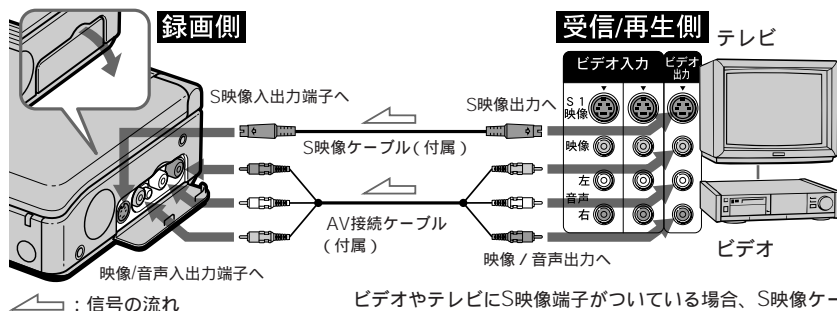 録画側
受信/再生側
テレビ
ビデオ入力
ビデオ出力
S映像入出力端子へ
S映像出力へ
S1映像
S映像ケーブル(付属)
映像
左
音声
右
AV接続ケーブル
(付属)
映像/音声入出力端子へ
映像/音声出力へ
ビデオ
:信号の流れ
ビデオやテレビにS映像端子がついている場合、S映像ケー